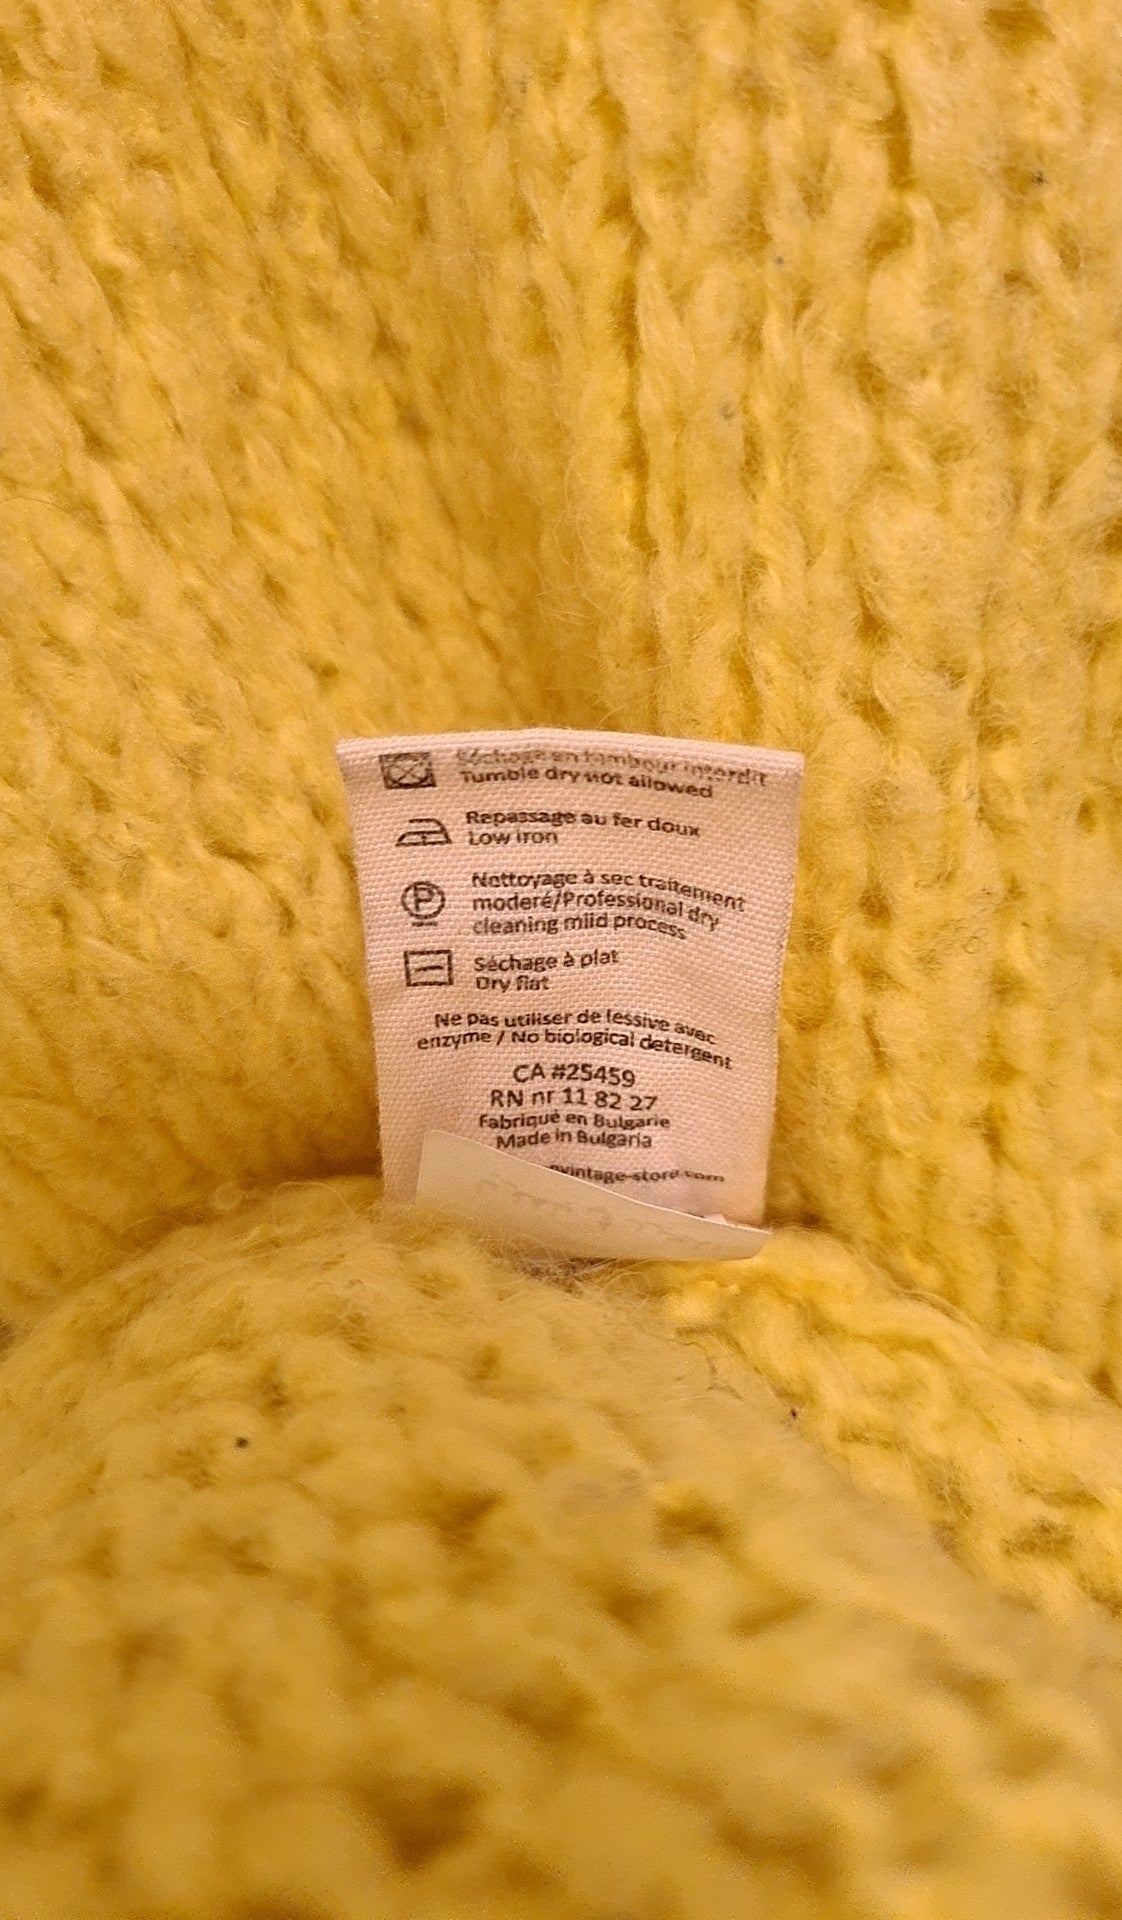 Séchage en tambour interdit
Tumble dry not allowed
Repassage au fer doux
Low iron
P
Nettoyage à sec traitement
moderé/Professional dry
cleaning mild process
Séchage à plat
Dry flat
Ne pas utiliser de lessive avec
enzyme / No biological detergent
CA #25459
RN nr 11 82 27
Fabriqué en Bulgarie
Made in Bulgaria
vintage-store.com